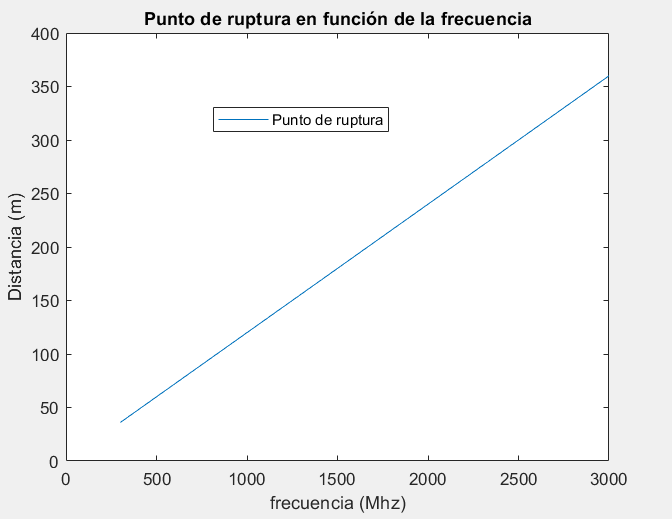 Punto de ruptura en función de la frecuencia
400
350
300
250
200
150
100
50
0
Distancia (m)
Punto de ruptura
0 500 1000 1500 2000 2500 3000
frecuencia (Mhz)